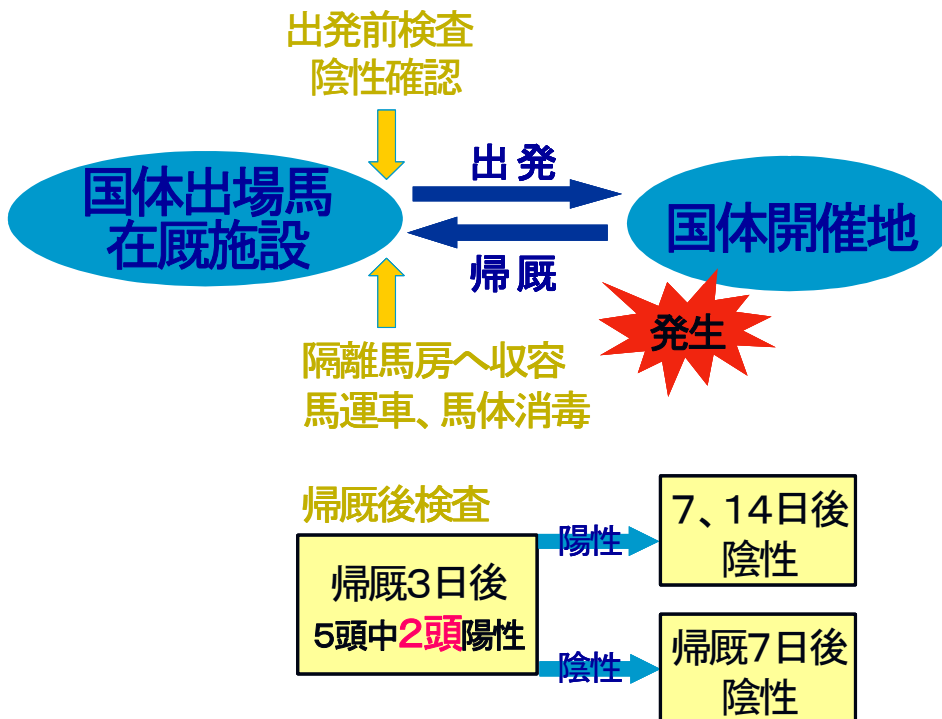 出発前検査
陰性確認
国体出場馬
在厩施設
出発
帰厩
国体開催地
発生
隔離馬房へ収容
馬運車、馬体消毒
帰厩後検査
帰厩3日後
5頭中2頭陽性
陽性
7、14日後
陰性
陰性
帰厩7日後
陰性